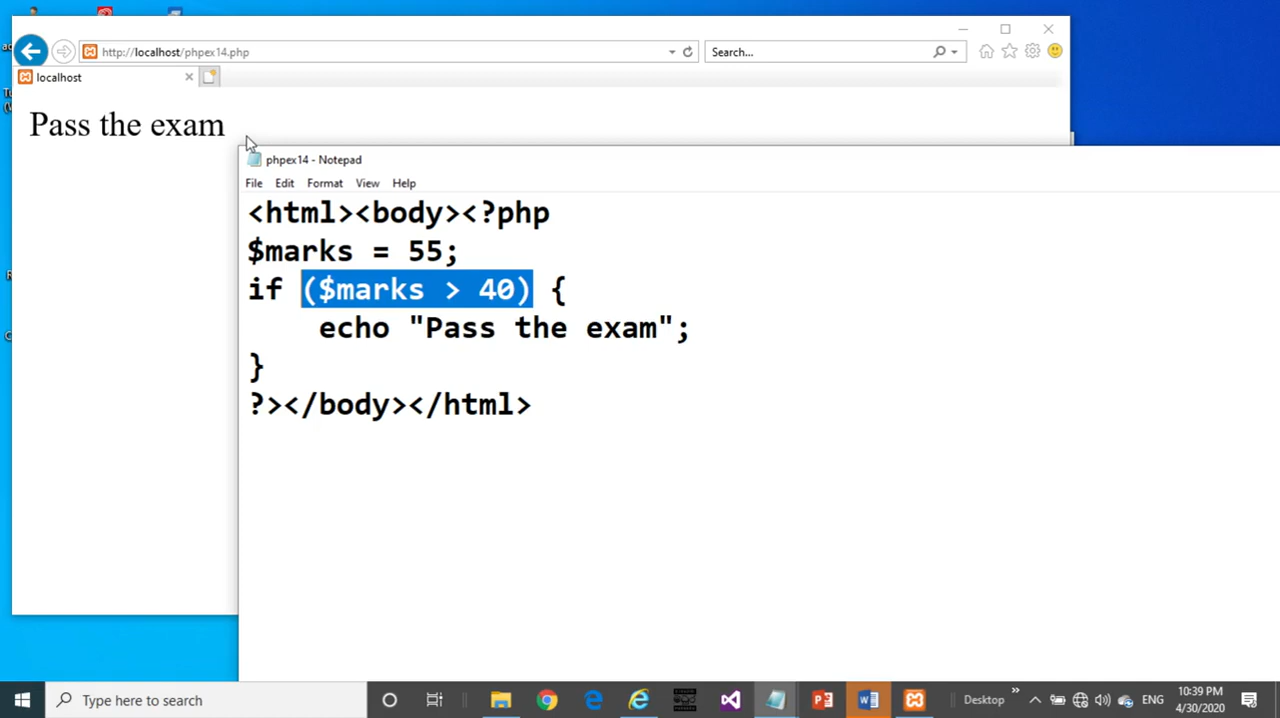 http://localhost/phpex14.php
Search...
localhost
Pass the exam
phpex14 - Notepad
File Edit Format View Help
<html><body><?php
$marks = 55;
if ($marks > 40) {
echo "Pass the exam";
}
?></body></html>
Type here to search
Desktop
ENG
10:39 PM
4/30/2020